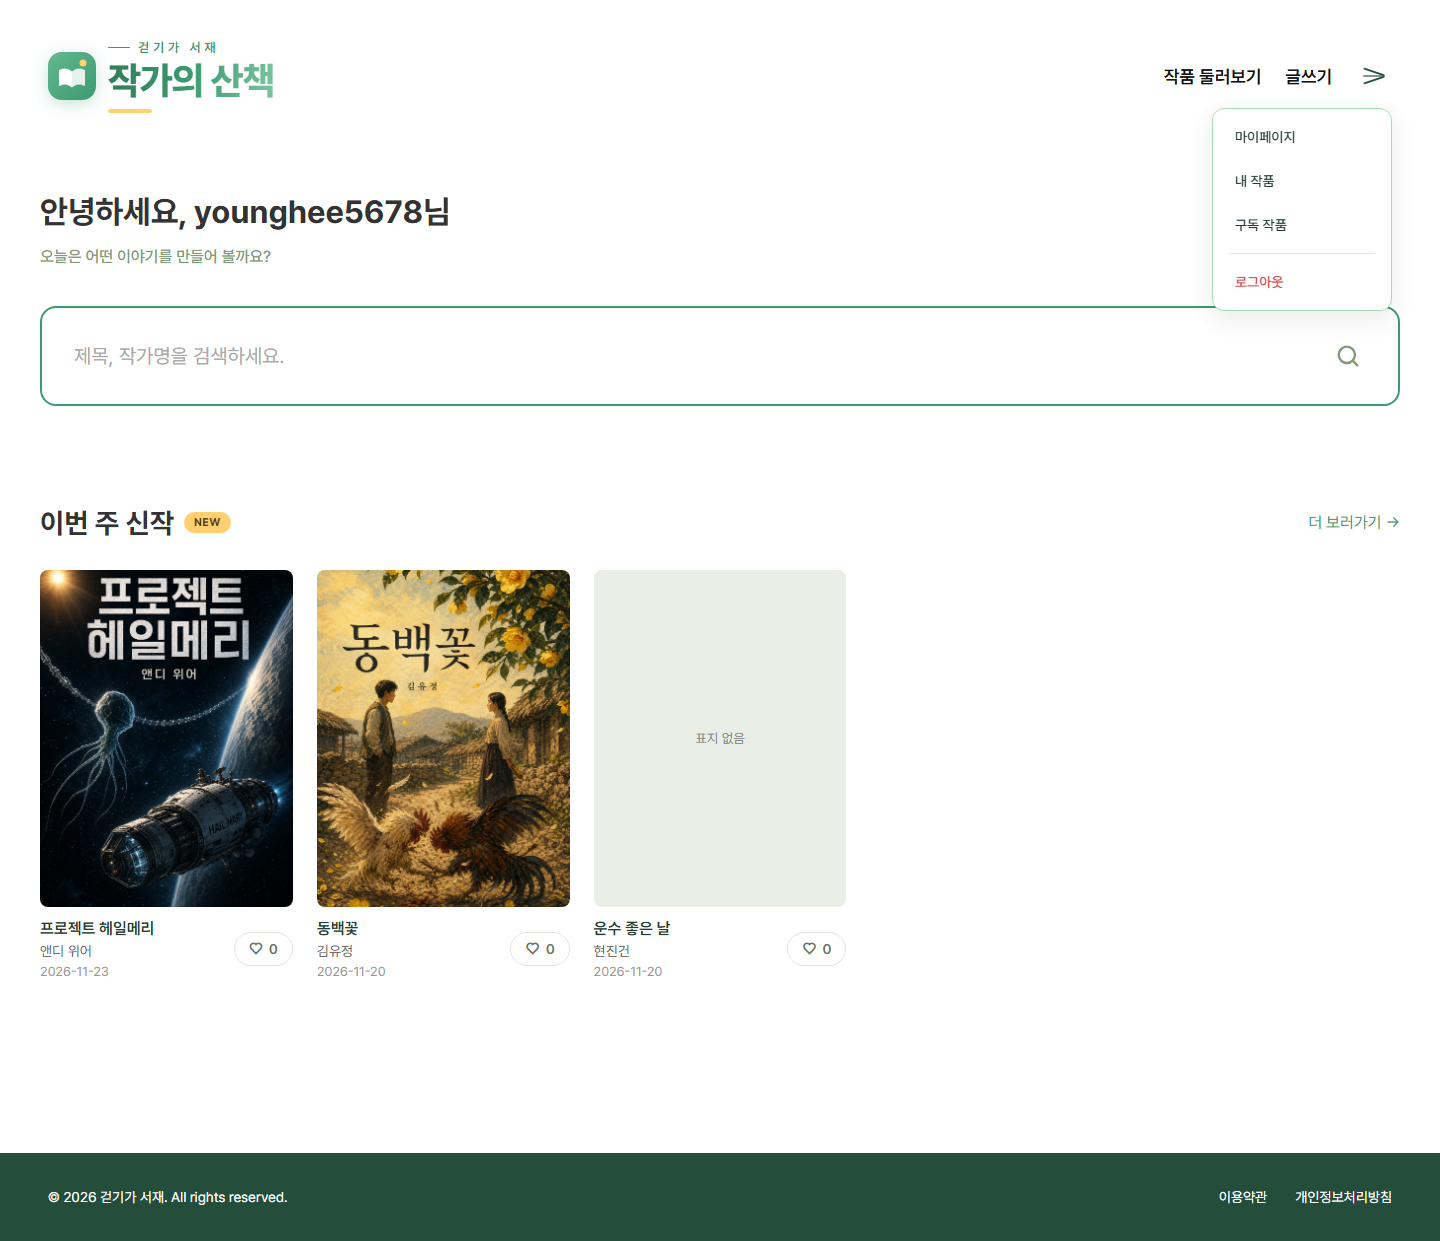 걷기가 서재
작가의 산책
작품 둘러보기
글쓰기
마이페이지
내 작품
구독 작품
로그아웃
안녕하세요, younghee5678님
오늘은 어떤 이야기를 만들어 볼까요?
제목, 작가명을 검색하세요.
이번 주 신작
NEW
더 보러가기 →
프로젝트
헤일메리
앤디 위어
HAIL MARY
동백꽃
김유정
표지 없음
프로젝트 헤일메리
앤디 위어
2026-11-23
0
동백꽃
김유정
2026-11-20
0
운수 좋은 날
현진건
2026-11-20
0
© 2026 걷기가 서재. All rights reserved.
이용약관
개인정보처리방침